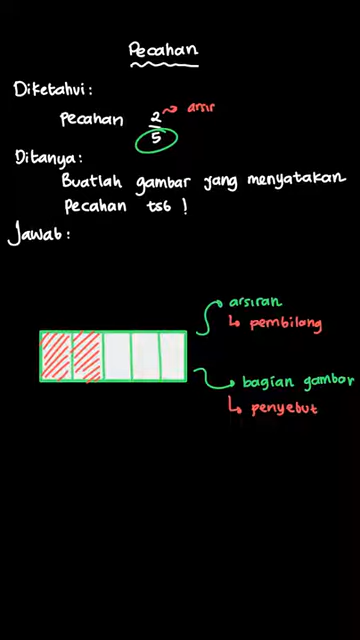 Pecahan
Diketahui:
Pecahan 2/5 arsir
Ditanya:
Buatlah gambar yang menyatakan
pecahan tsb !
Jawab:
arsiran
pembilang
bagian gambar
penyebut